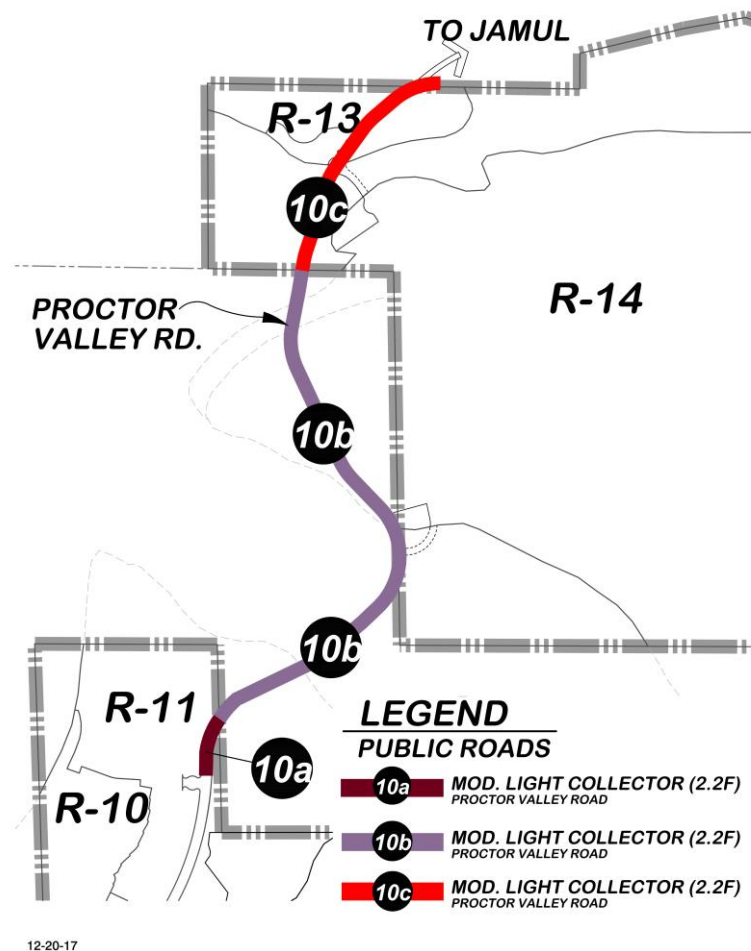 TO JAMUL
R-13
10c
R-14
PROCTOR
VALLEY RD.
10b
10b
R-11
10a
R-10
LEGEND
PUBLIC ROADS
10a MOD. LIGHT COLLECTOR (2.2F)
PROCTOR VALLEY ROAD
10b MOD. LIGHT COLLECTOR (2.2F)
PROCTOR VALLEY ROAD
10c MOD. LIGHT COLLECTOR (2.2F)
PROCTOR VALLEY ROAD
12-20-17